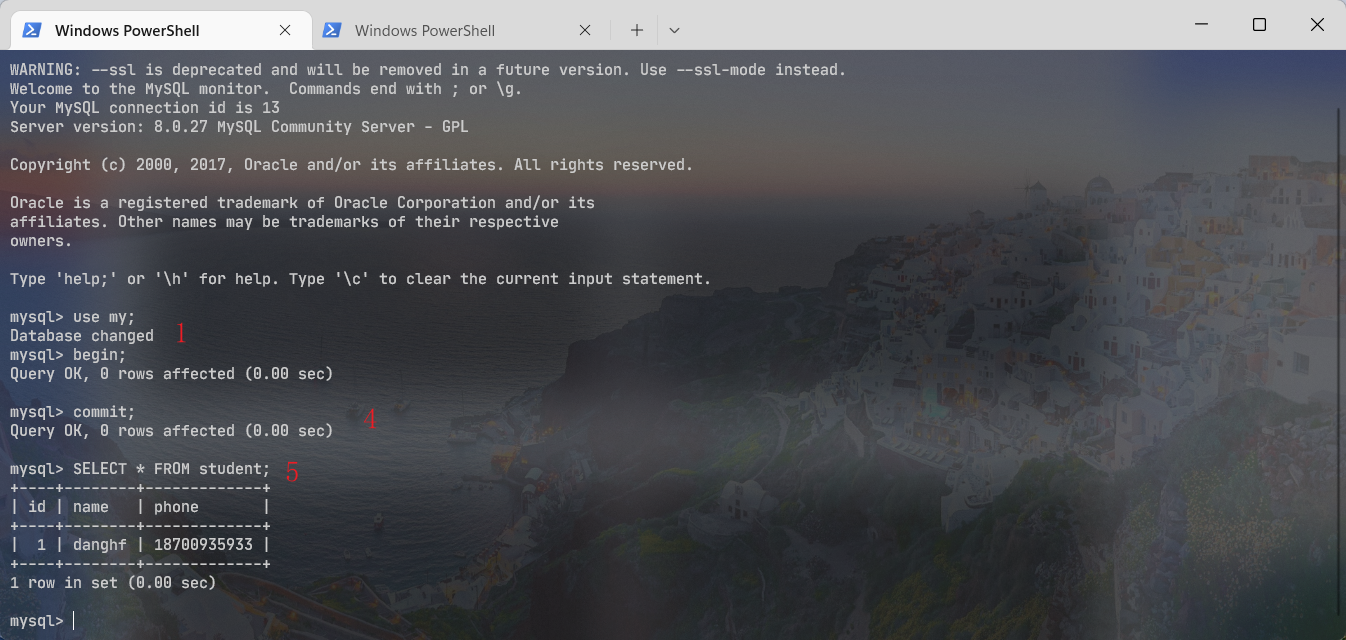 Windows PowerShell
Windows PowerShell
WARNING: --ssl is deprecated and will be removed in a future version. Use --ssl-mode instead.
Welcome to the MySQL monitor.  Commands end with ; or \g.
Your MySQL connection id is 13
Server version: 8.0.27 MySQL Community Server - GPL
Copyright (c) 2000, 2017, Oracle and/or its affiliates. All rights reserved.
Oracle is a registered trademark of Oracle Corporation and/or its
affiliates. Other names may be trademarks of their respective
owners.
Type 'help;' or '\h' for help. Type '\c' to clear the current input statement.
mysql> use my;
Database changed 1
mysql> begin;
Query OK, 0 rows affected (0.00 sec)
mysql> commit; 4
Query OK, 0 rows affected (0.00 sec)
mysql> SELECT * FROM student; 5
+----+--------+-------------+
| id | name   | phone       |
+----+--------+-------------+
|  1 | danghf | 18700935933 |
+----+--------+-------------+
1 row in set (0.00 sec)
mysql>